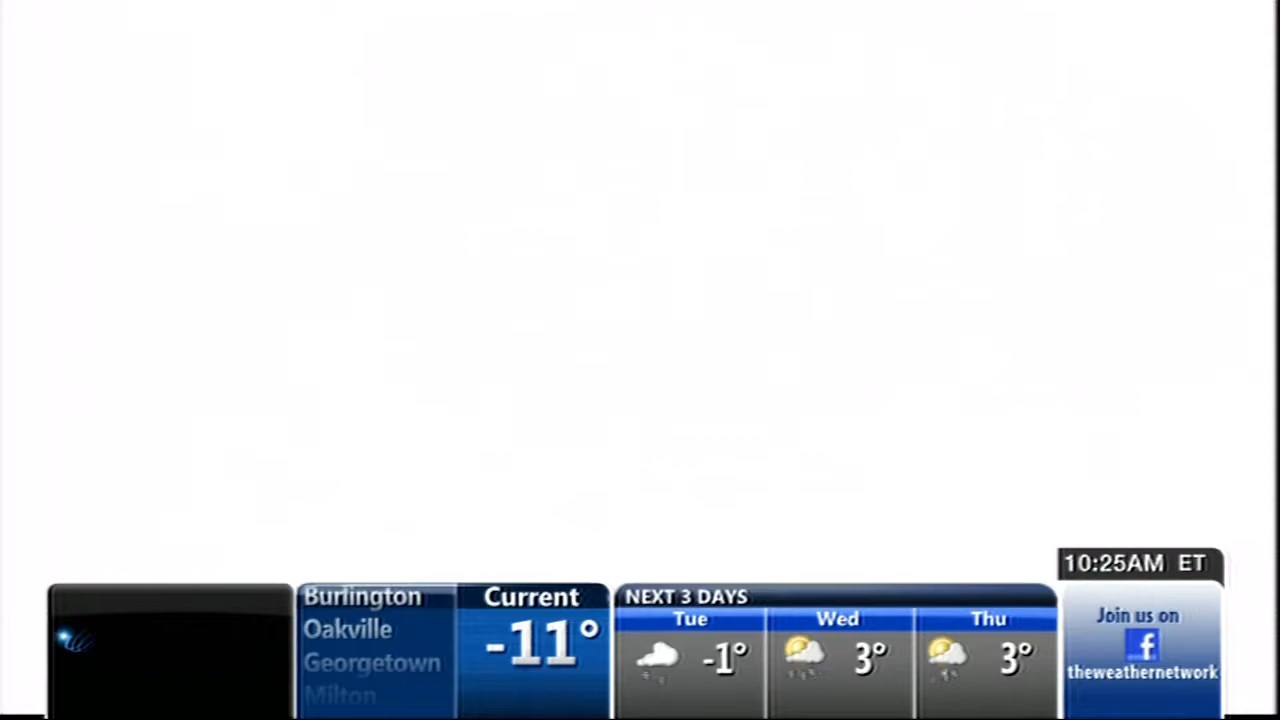 10:25AM ET
Burlington
Oakville
Georgetown
Milton
Current
-11°
NEXT 3 DAYS
Tue
-1°
Wed
3°
Thu
3°
Join us on
f
theweathernetwork